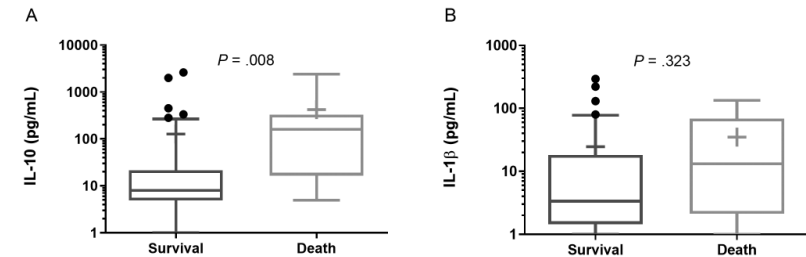 A
IL-10 (pg/mL)
10000
1000
100
10
1
P = .008
Survival Death
B
IL-1β (pg/mL)
1000
100
10
1
P = .323
Survival Death